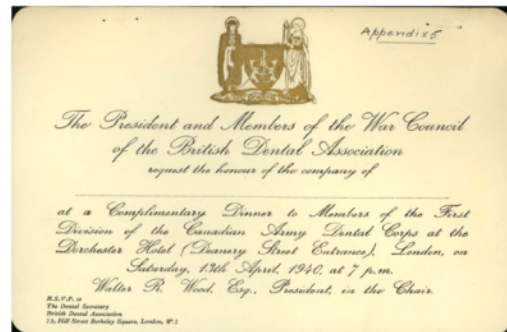 Appendix 5
The President and Members of the War Council
of the British Dental Association
request the honour of the company of
at a Complimentary Dinner to Members of the First
Division of the Canadian Army Dental Corps at the
Dorchester Hotel (Deanery Street Entrance), London, on
Saturday, 13th April, 1940, at 7 p.m.
Walter R. Wood, Esq., President, in the Chair.
R.S.V.P. to
The Dental Secretary
British Dental Association
13, Hill Street Berkeley Square, London, W.1